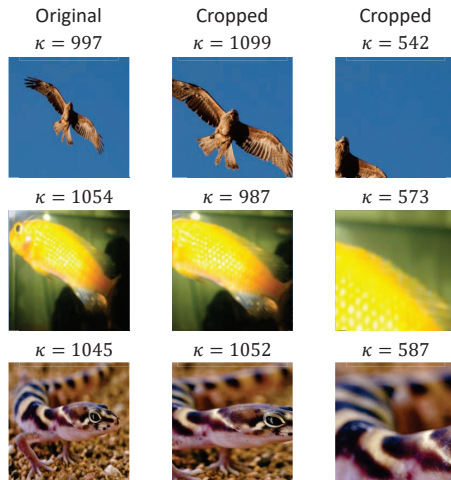 Original Cropped Cropped
κ = 997 κ = 1099 κ = 542
κ = 1054 κ = 987 κ = 573
κ = 1045 κ = 1052 κ = 587